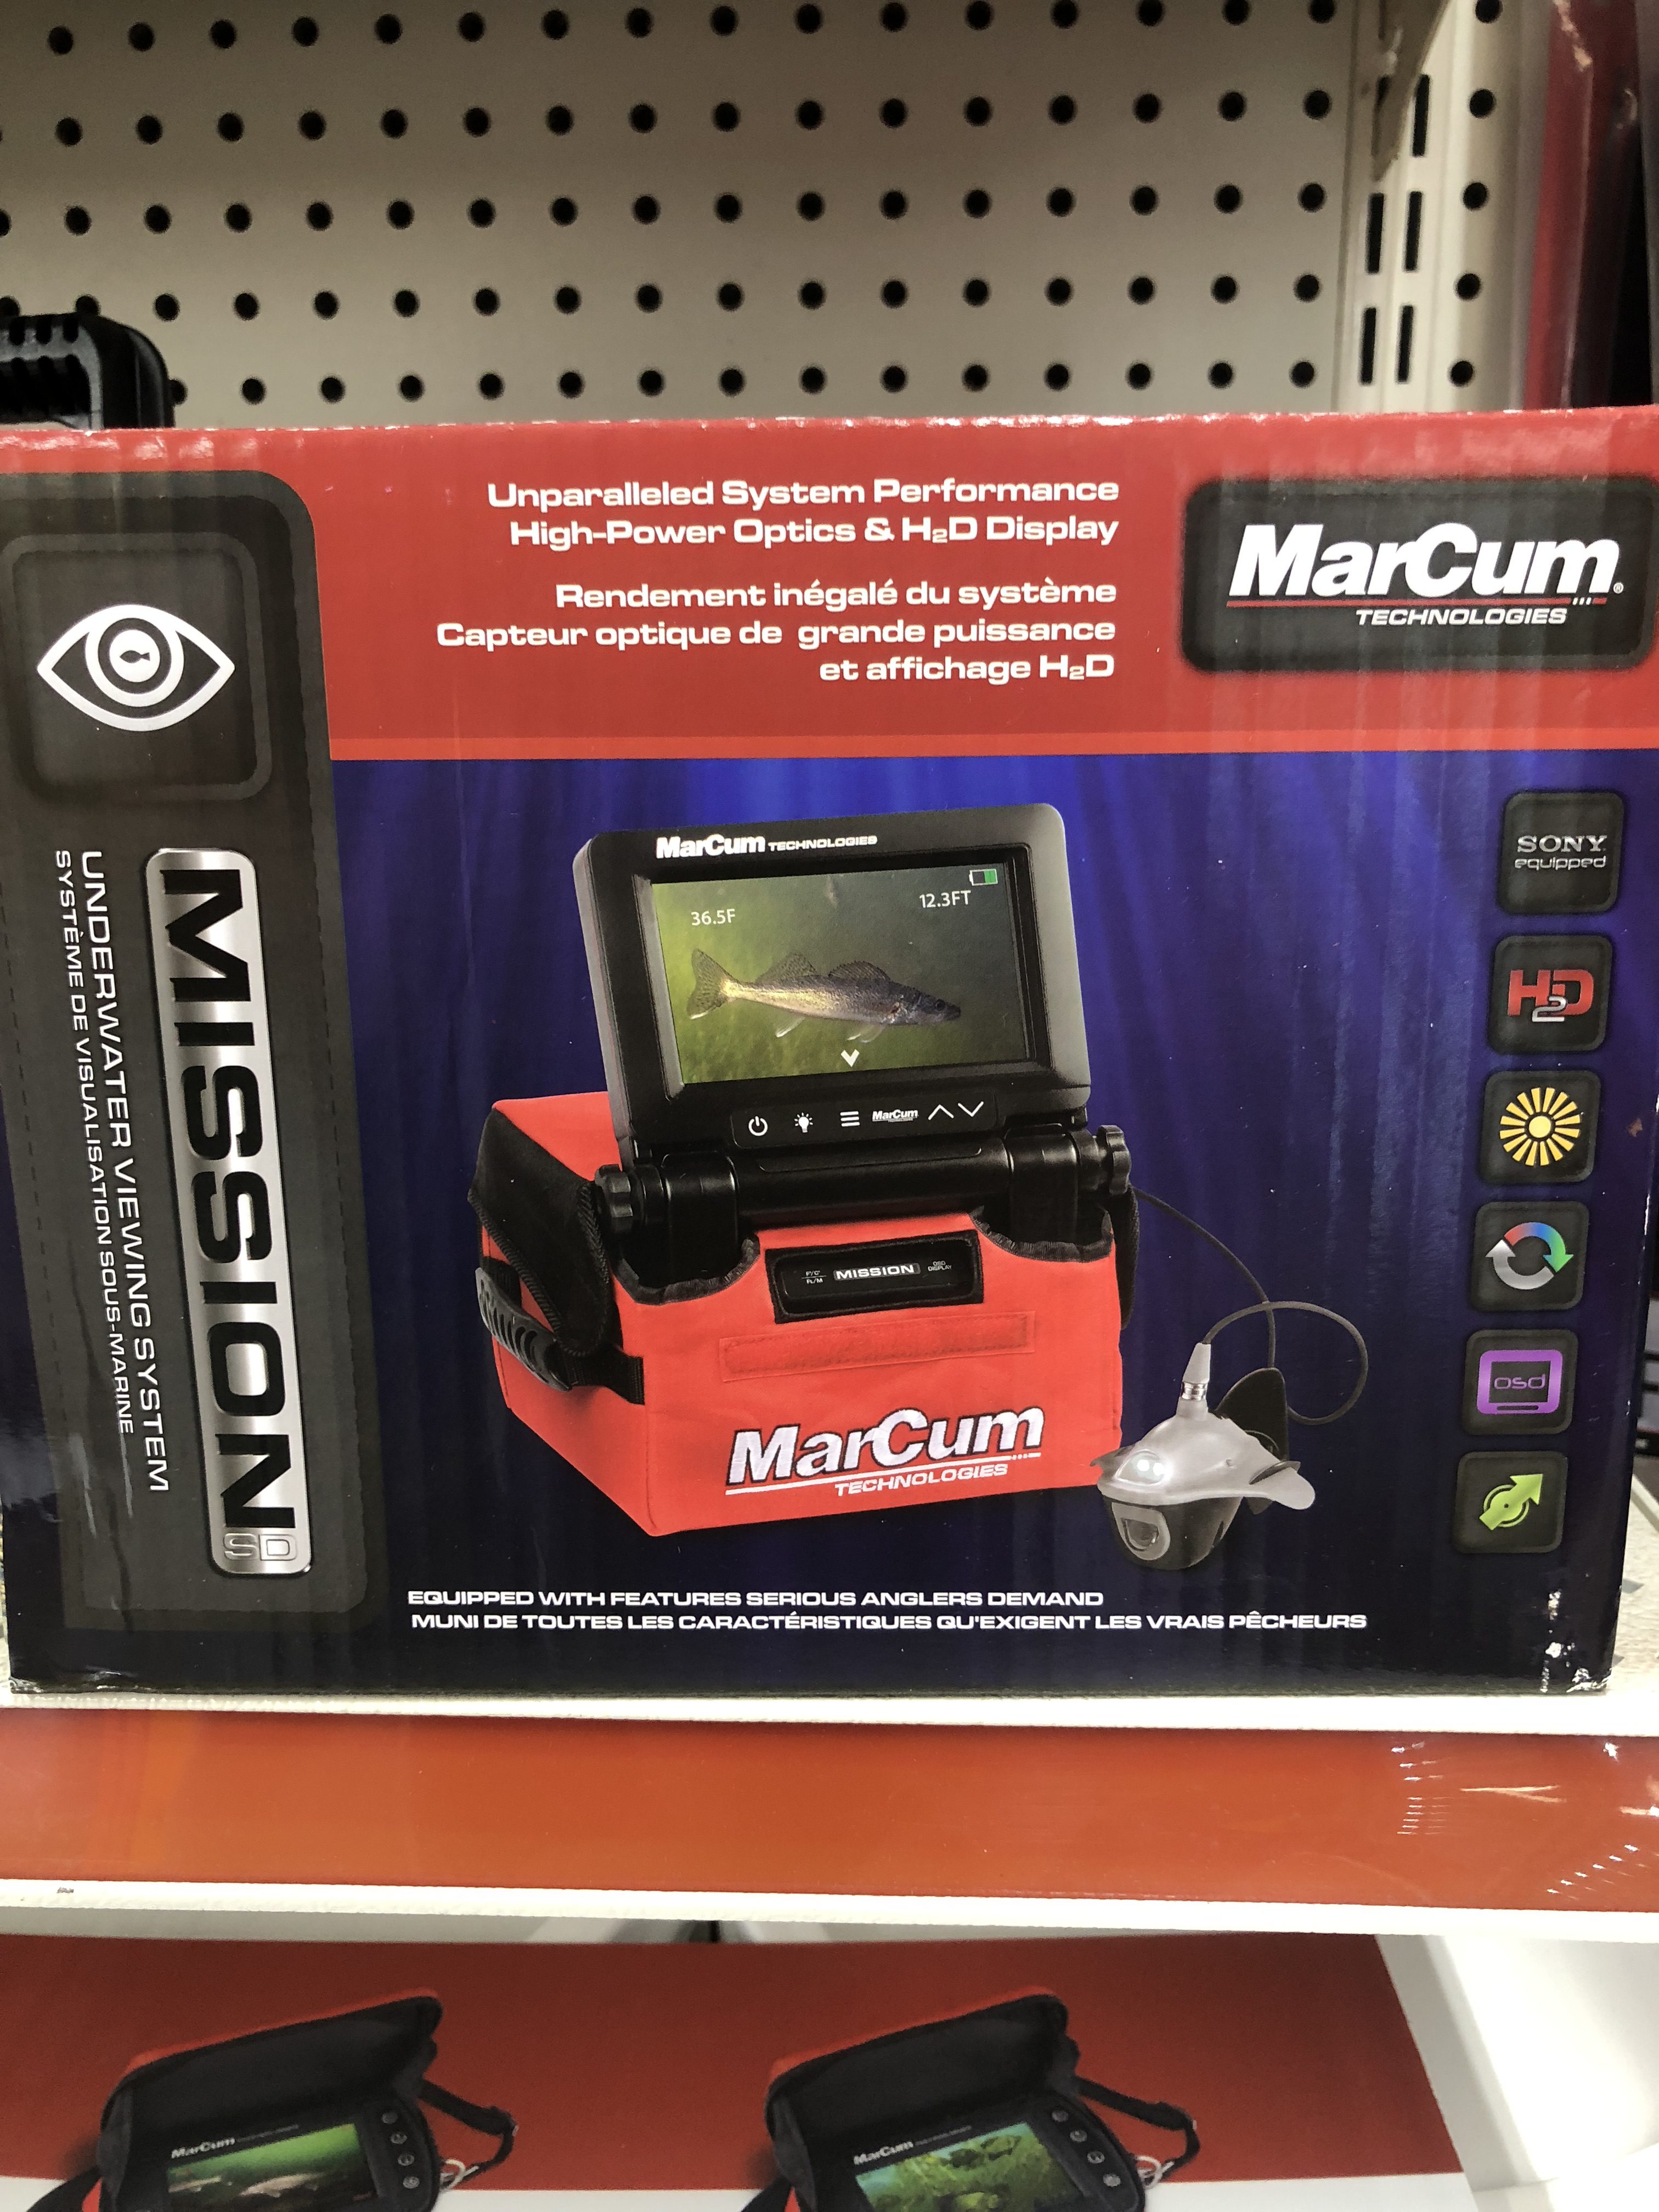 Unparalleled System Performance
High-Power Optics & H₂D Display
Rendement inégalé du système
Capteur optique de grande puissance
et affichage H₂D
MarCum®
TECHNOLOGIES
MISSION SD
UNDERWATER VIEWING SYSTEM
SYSTÈME DE VISUALISATION SOUS-MARINE
MarCum TECHNOLOGIES
36.5F
12.3FT
MarCum
MISSION
OSD
DISPLAY
MarCum
TECHNOLOGIES
SONY
equipped
H2D
osd
EQUIPPED WITH FEATURES SERIOUS ANGLERS DEMAND
MUNI DE TOUTES LES CARACTÉRISTIQUES QU'EXIGENT LES VRAIS PÊCHEURS
MarCum
MarCum